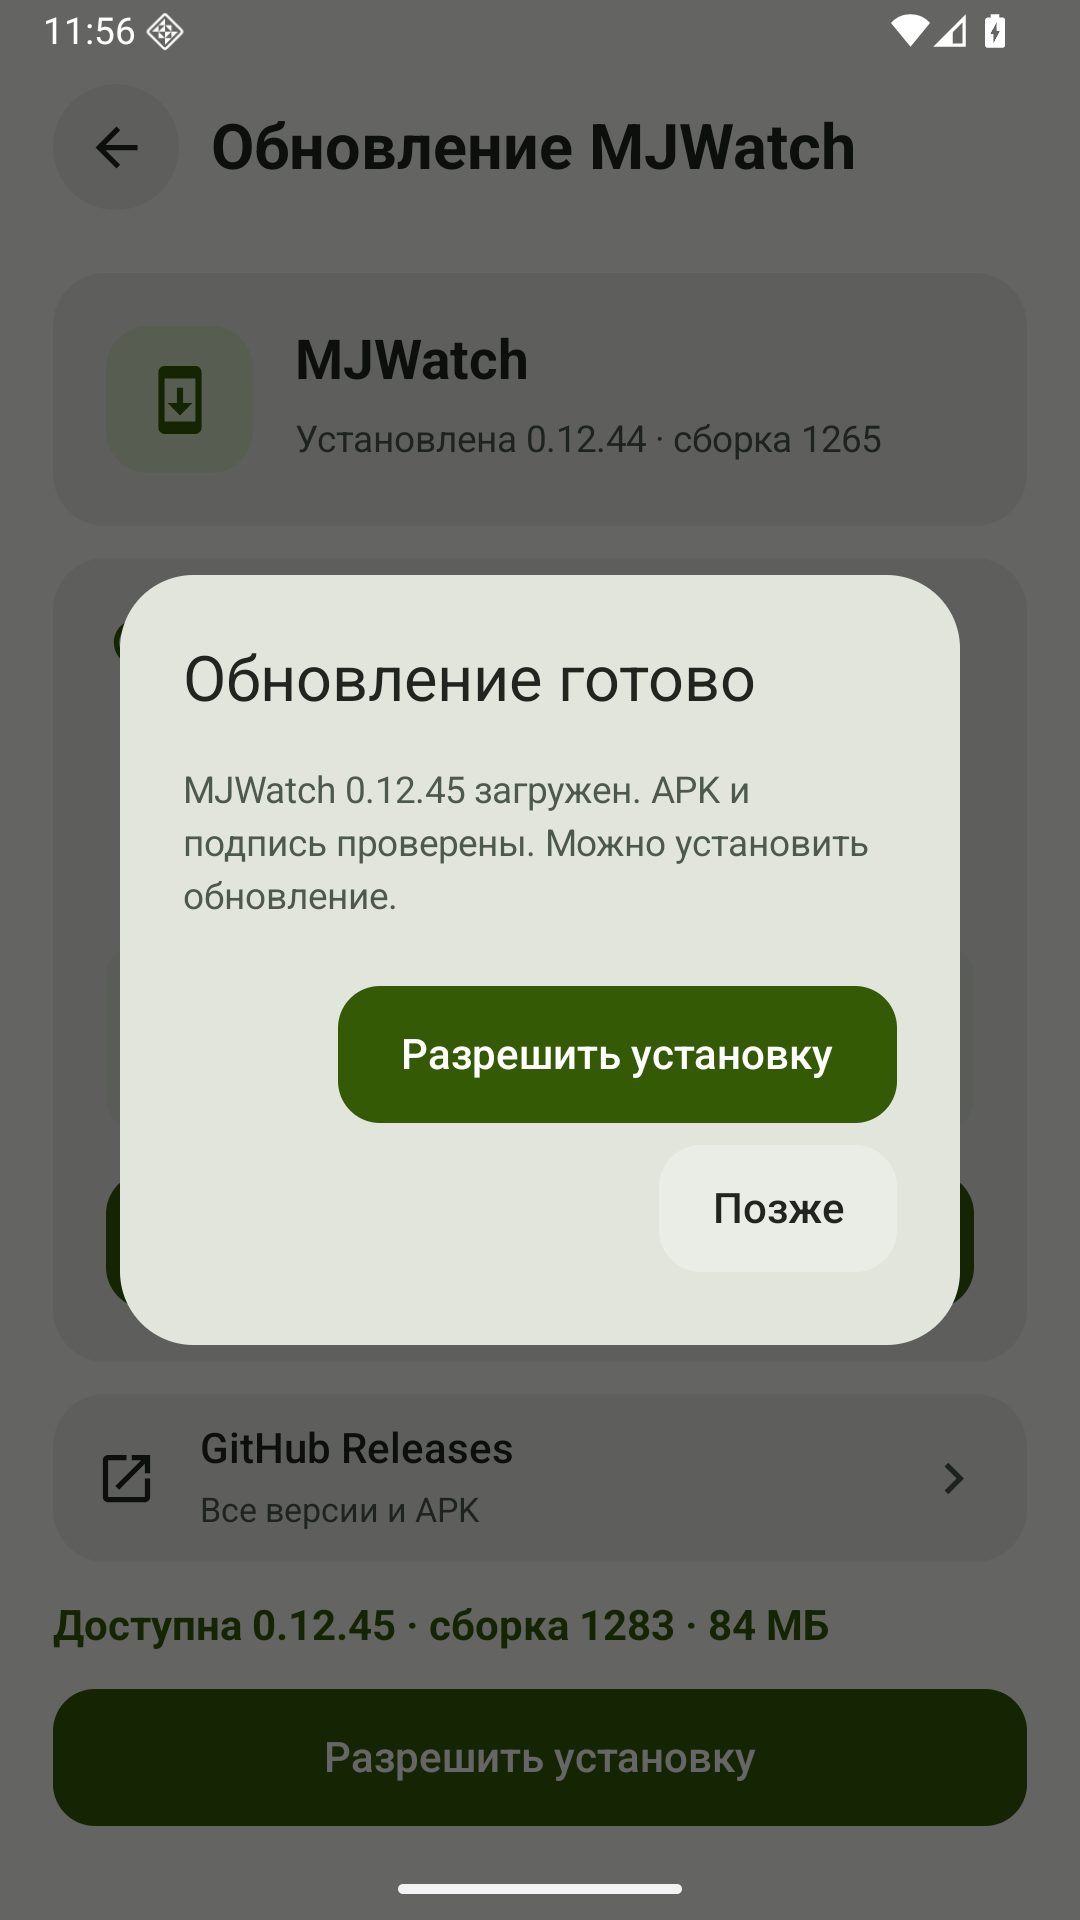 11:56
Обновление MJWatch
MJWatch
Установлена 0.12.44 · сборка 1265
Обновление готово
MJWatch 0.12.45 загружен. APK и
подпись проверены. Можно установить
обновление.
Разрешить установку
Позже
GitHub Releases
Все версии и APK
Доступна 0.12.45 · сборка 1283 · 84 МБ
Разрешить установку